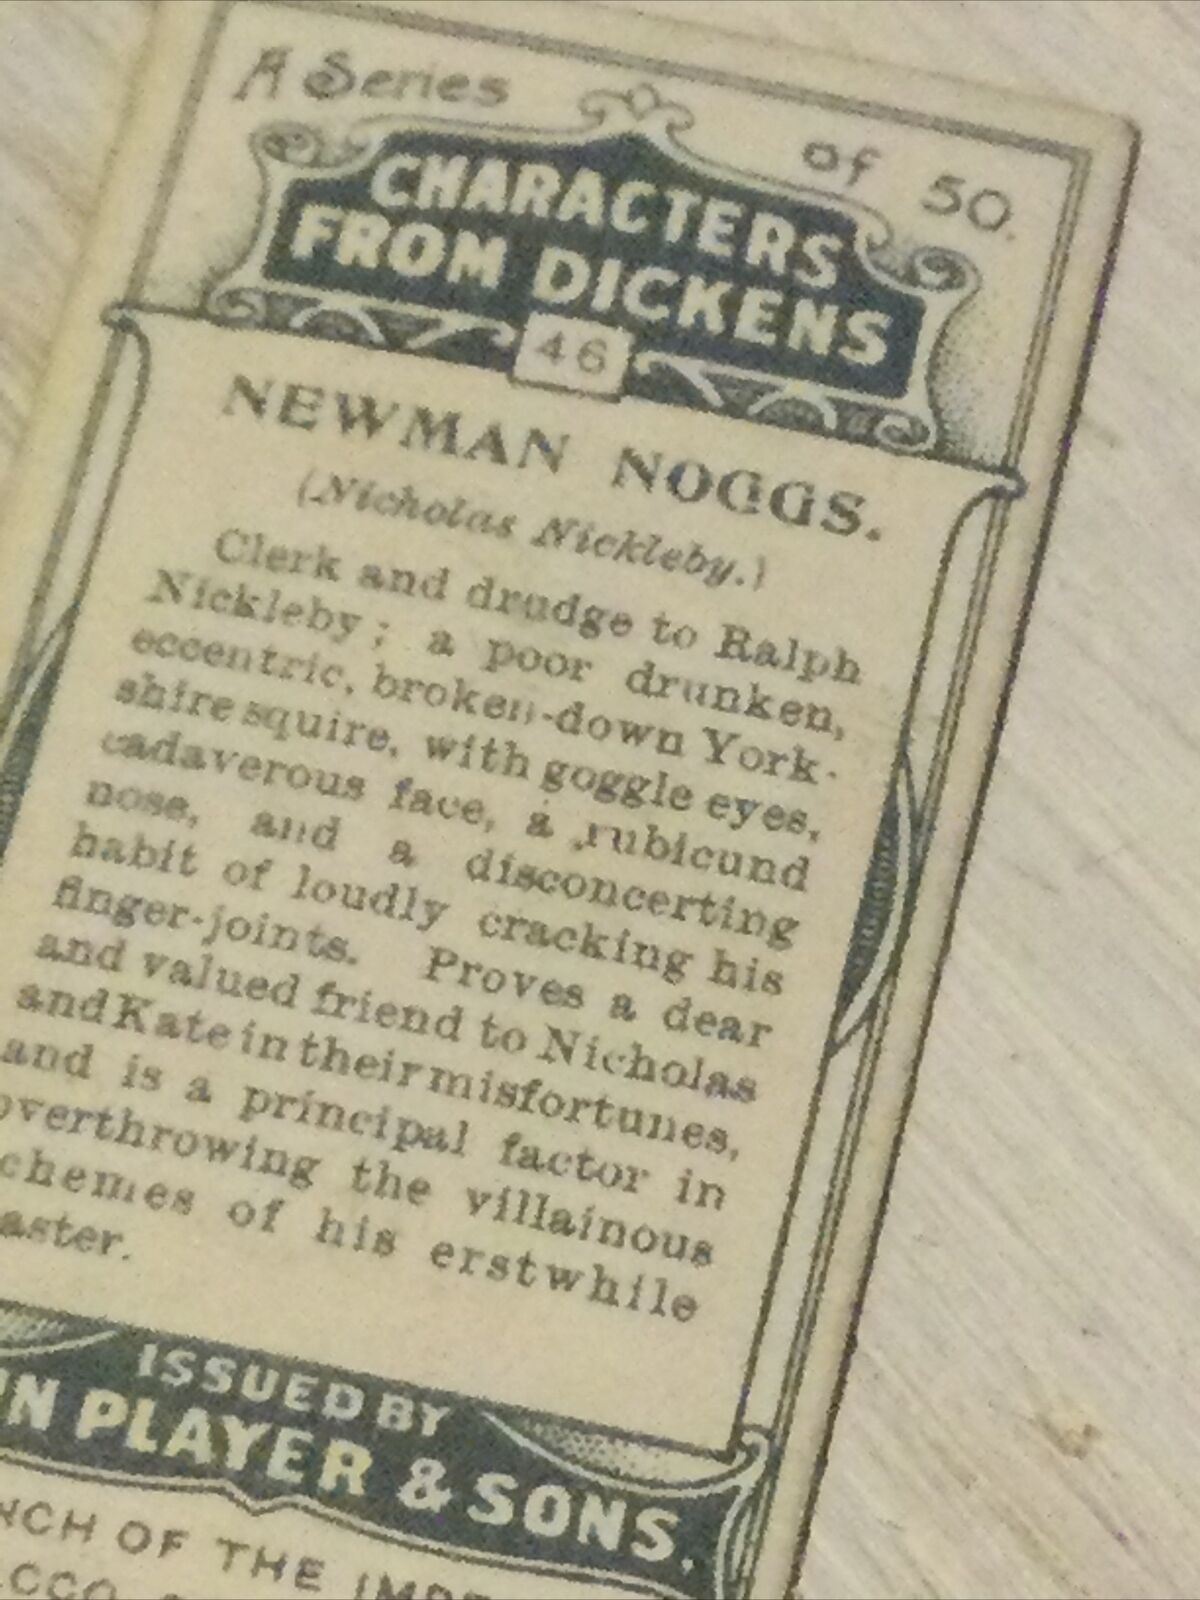 A Series of 50.
CHARACTERS
FROM DICKENS
46
NEWMAN NOGGS.
(Nicholas Nickleby.)
Clerk and drudge to Ralph
Nickleby; a poor drunken,
eccentric, broken-down York-
shire squire, with goggle eyes,
cadaverous face, a rubicund
nose, and a disconcerting
habit of loudly cracking his
finger-joints. Proves a dear
and valued friend to Nicholas
and Kate in their misfortunes,
and is a principal factor in
overthrowing the villainous
chemes of his erstwhile
aster.
ISSUED BY
N PLAYER & SONS.
NCH OF THE IMPE
CCO